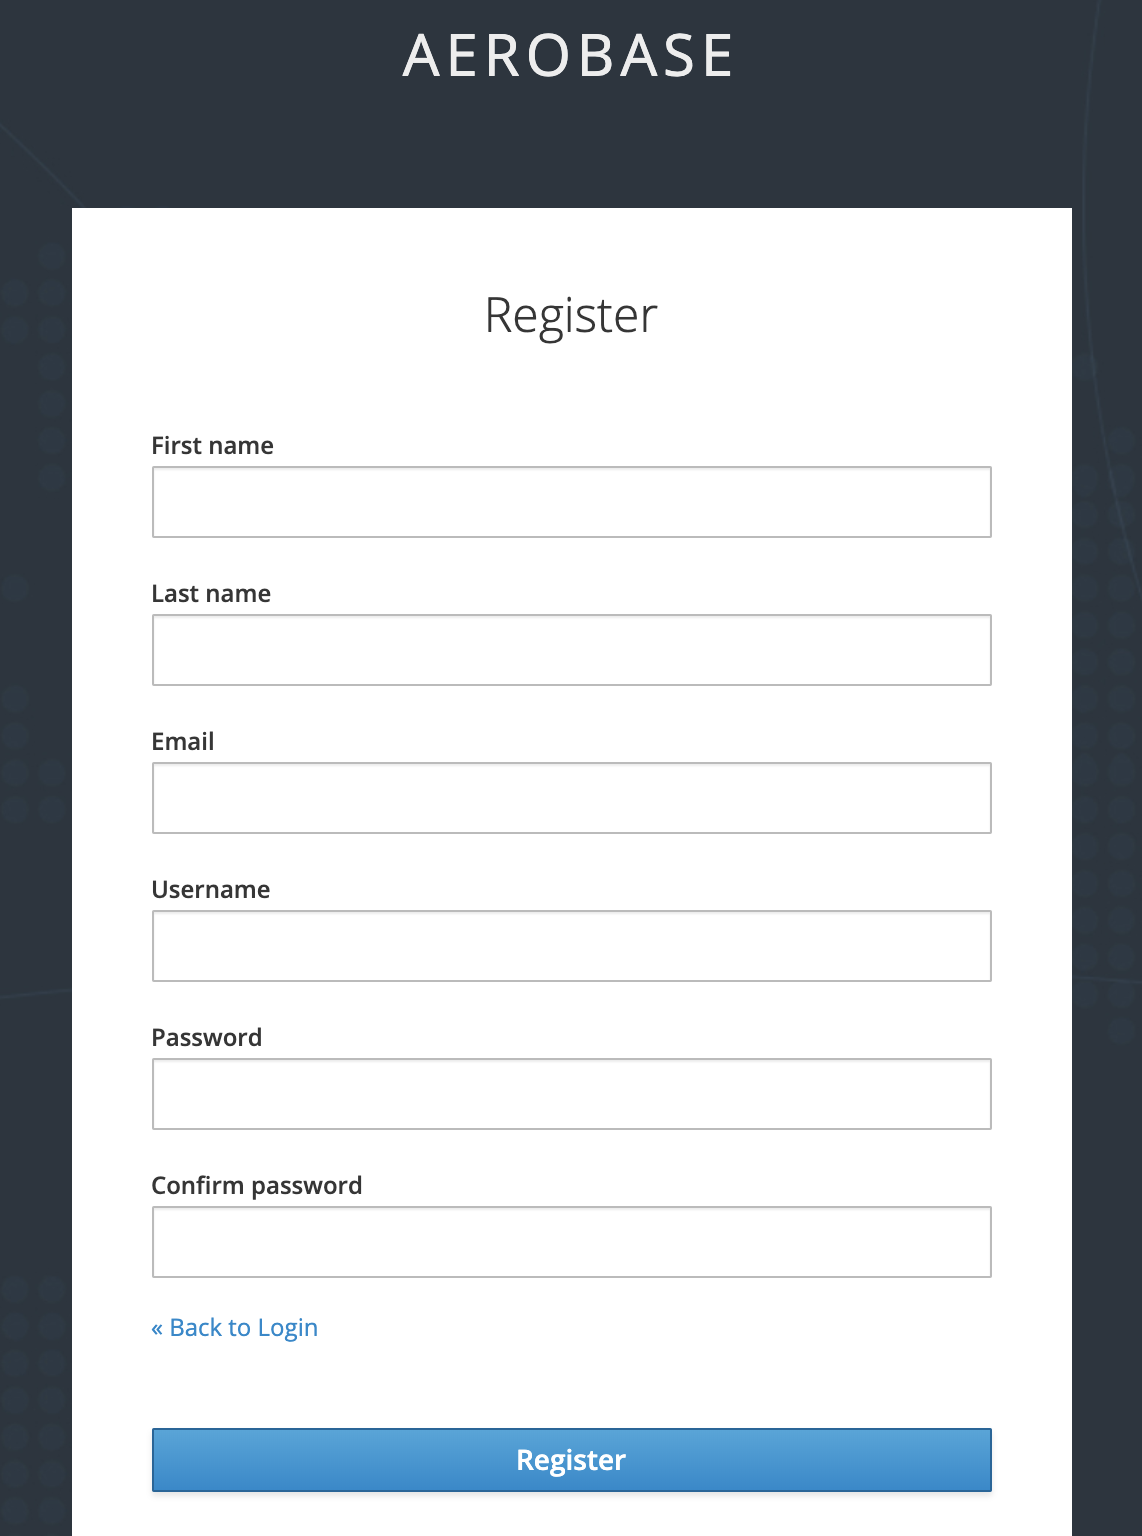 AEROBASE
Register
First name
Last name
Email
Username
Password
Confirm password
« Back to Login
Register